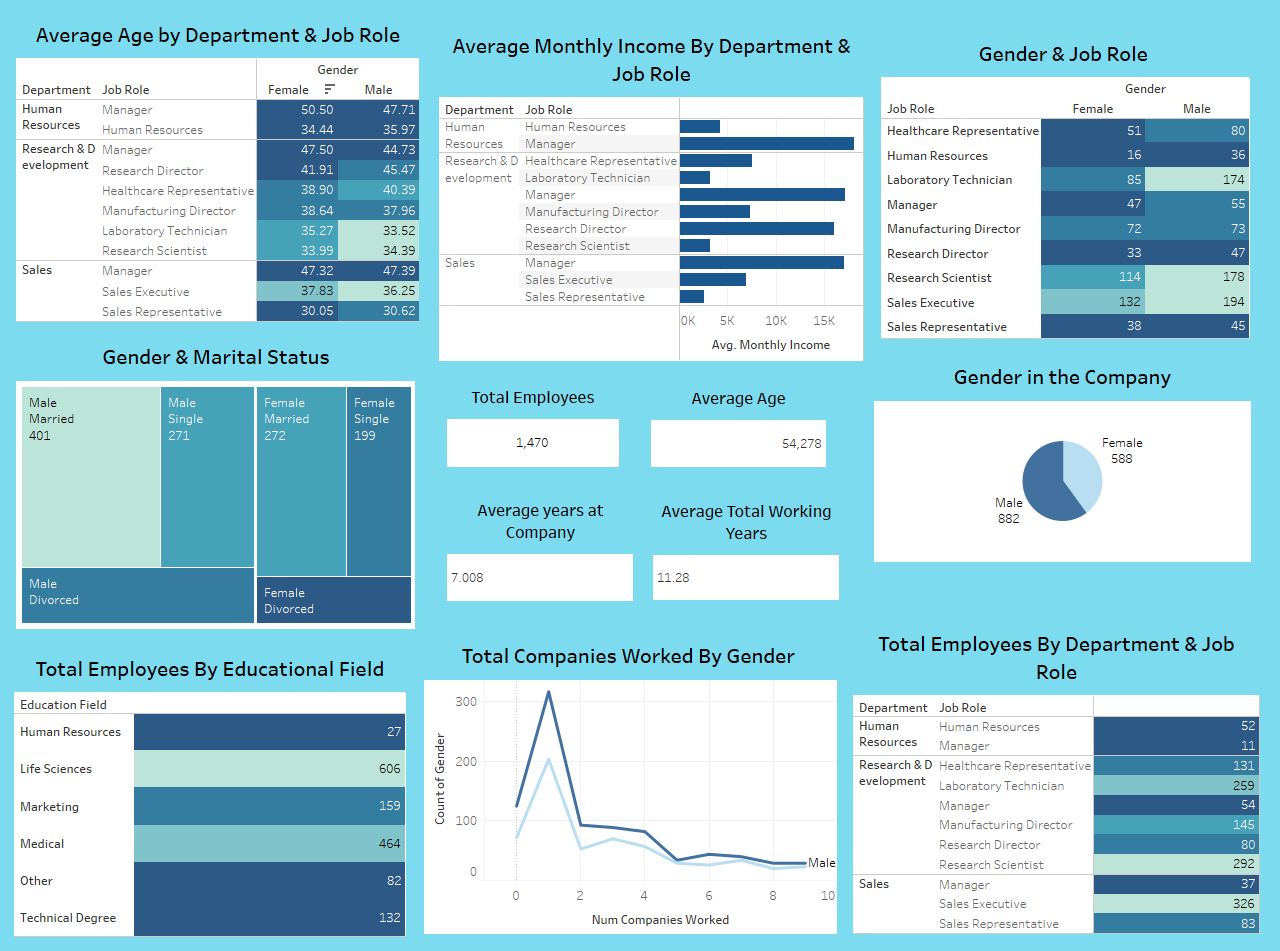 Average Age by Department & Job Role
Gender
Department Job Role Female Male
Human Resources Manager 50.50 47.71
Human Resources 34.44 35.97
Research & D evelopment Manager 47.50 44.73
Research Director 41.91 45.47
Healthcare Representative 38.90 40.39
Manufacturing Director 38.64 37.96
Laboratory Technician 35.27 33.52
Research Scientist 33.99 34.39
Sales Manager 47.32 47.39
Sales Executive 37.83 36.25
Sales Representative 30.05 30.62
Average Monthly Income By Department &
Job Role
Department Job Role
Human Resources Human Resources
Manager
Research & D evelopment Healthcare Representative
Laboratory Technician
Manager
Manufacturing Director
Research Director
Research Scientist
Sales Manager
Sales Executive
Sales Representative
0K 5K 10K 15K
Avg. Monthly Income
Gender & Job Role
Gender
Job Role Female Male
Healthcare Representative 51 80
Human Resources 16 36
Laboratory Technician 85 174
Manager 47 55
Manufacturing Director 72 73
Research Director 33 47
Research Scientist 114 178
Sales Executive 132 194
Sales Representative 38 45
Gender & Marital Status
Male
Married
401
Male
Single
271
Female
Married
272
Female
Single
199
Male
Divorced
Female
Divorced
Total Employees
1,470
Average Age
54,278
Average years at
Company
7.008
Average Total Working
Years
11.28
Gender in the Company
Female
588
Male
882
Total Employees By Educational Field
Education Field
Human Resources 27
Life Sciences 606
Marketing 159
Medical 464
Other 82
Technical Degree 132
Total Companies Worked By Gender
Count of Gender
300
200
100
0
Male
0 2 4 6 8 10
Num Companies Worked
Total Employees By Department & Job
Role
Department Job Role
Human Resources Human Resources 52
Manager 11
Research & D evelopment Healthcare Representative 131
Laboratory Technician 259
Manager 54
Manufacturing Director 145
Research Director 80
Research Scientist 292
Sales Manager 37
Sales Executive 326
Sales Representative 83